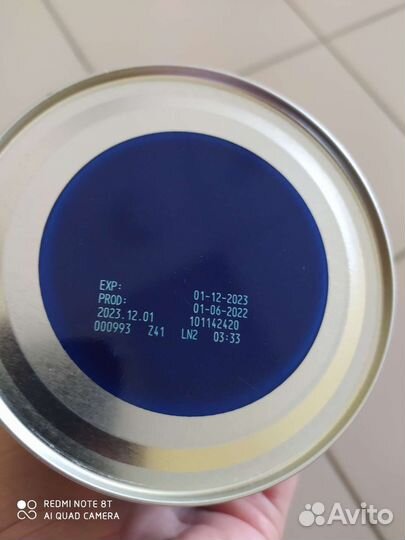 EXP: 01-12-2023
PROD: 01-06-2022
2023.12.01 101142420
000993 Z41 LN2 03:33
REDMI NOTE 8T
AI QUAD CAMERA
Avito